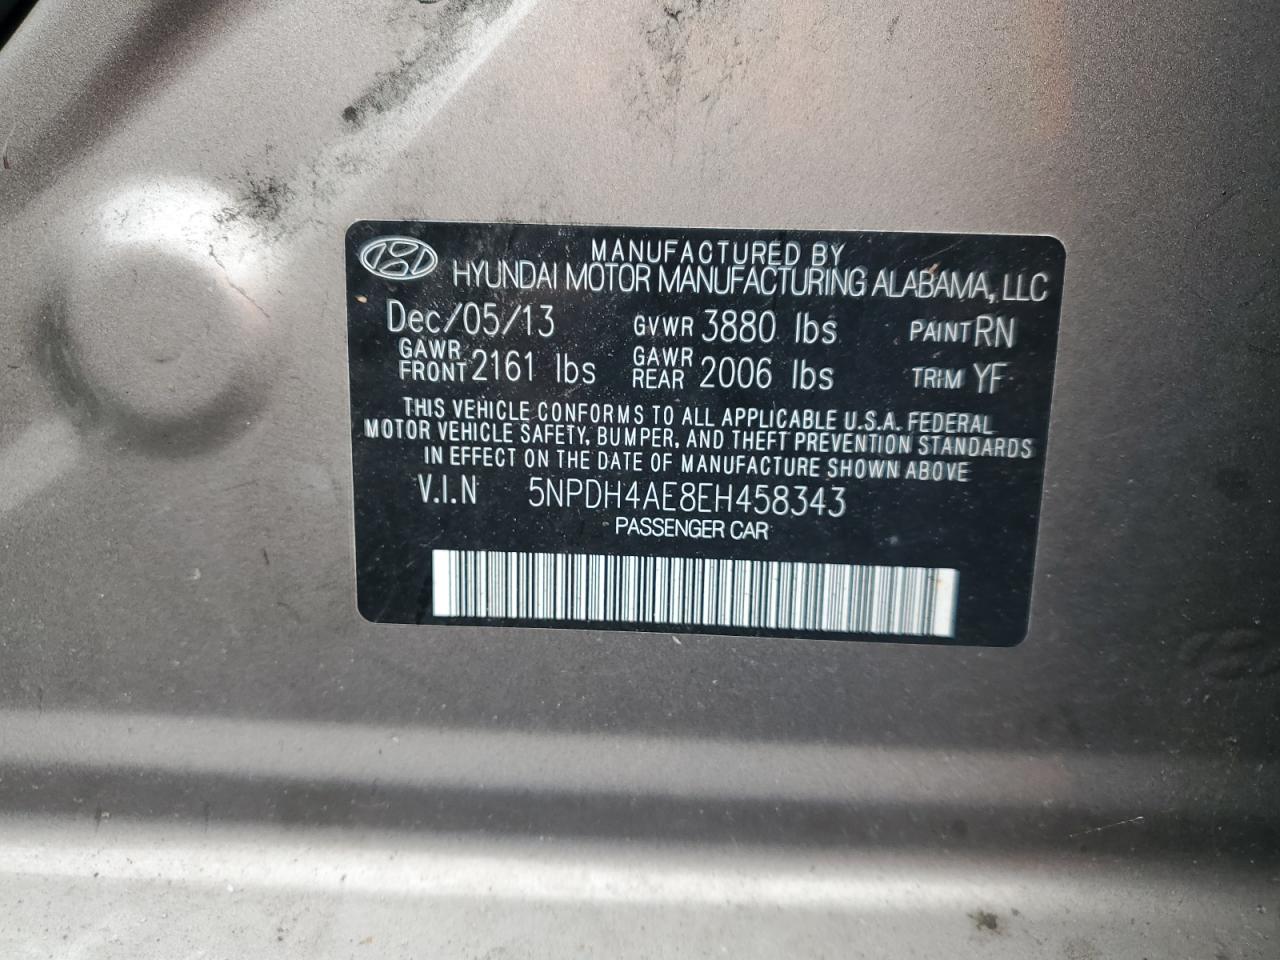 MANUFACTURED BY
HYUNDAI MOTOR MANUFACTURING ALABAMA, LLC
Dec/05/13 GVWR 3880 lbs PAINT RN
GAWR FRONT 2161 lbs GAWR REAR 2006 lbs TRIM YF
THIS VEHICLE CONFORMS TO ALL APPLICABLE U.S.A. FEDERAL
MOTOR VEHICLE SAFETY, BUMPER, AND THEFT PREVENTION STANDARDS
IN EFFECT ON THE DATE OF MANUFACTURE SHOWN ABOVE
V.I.N 5NPDH4AE8EH458343
PASSENGER CAR